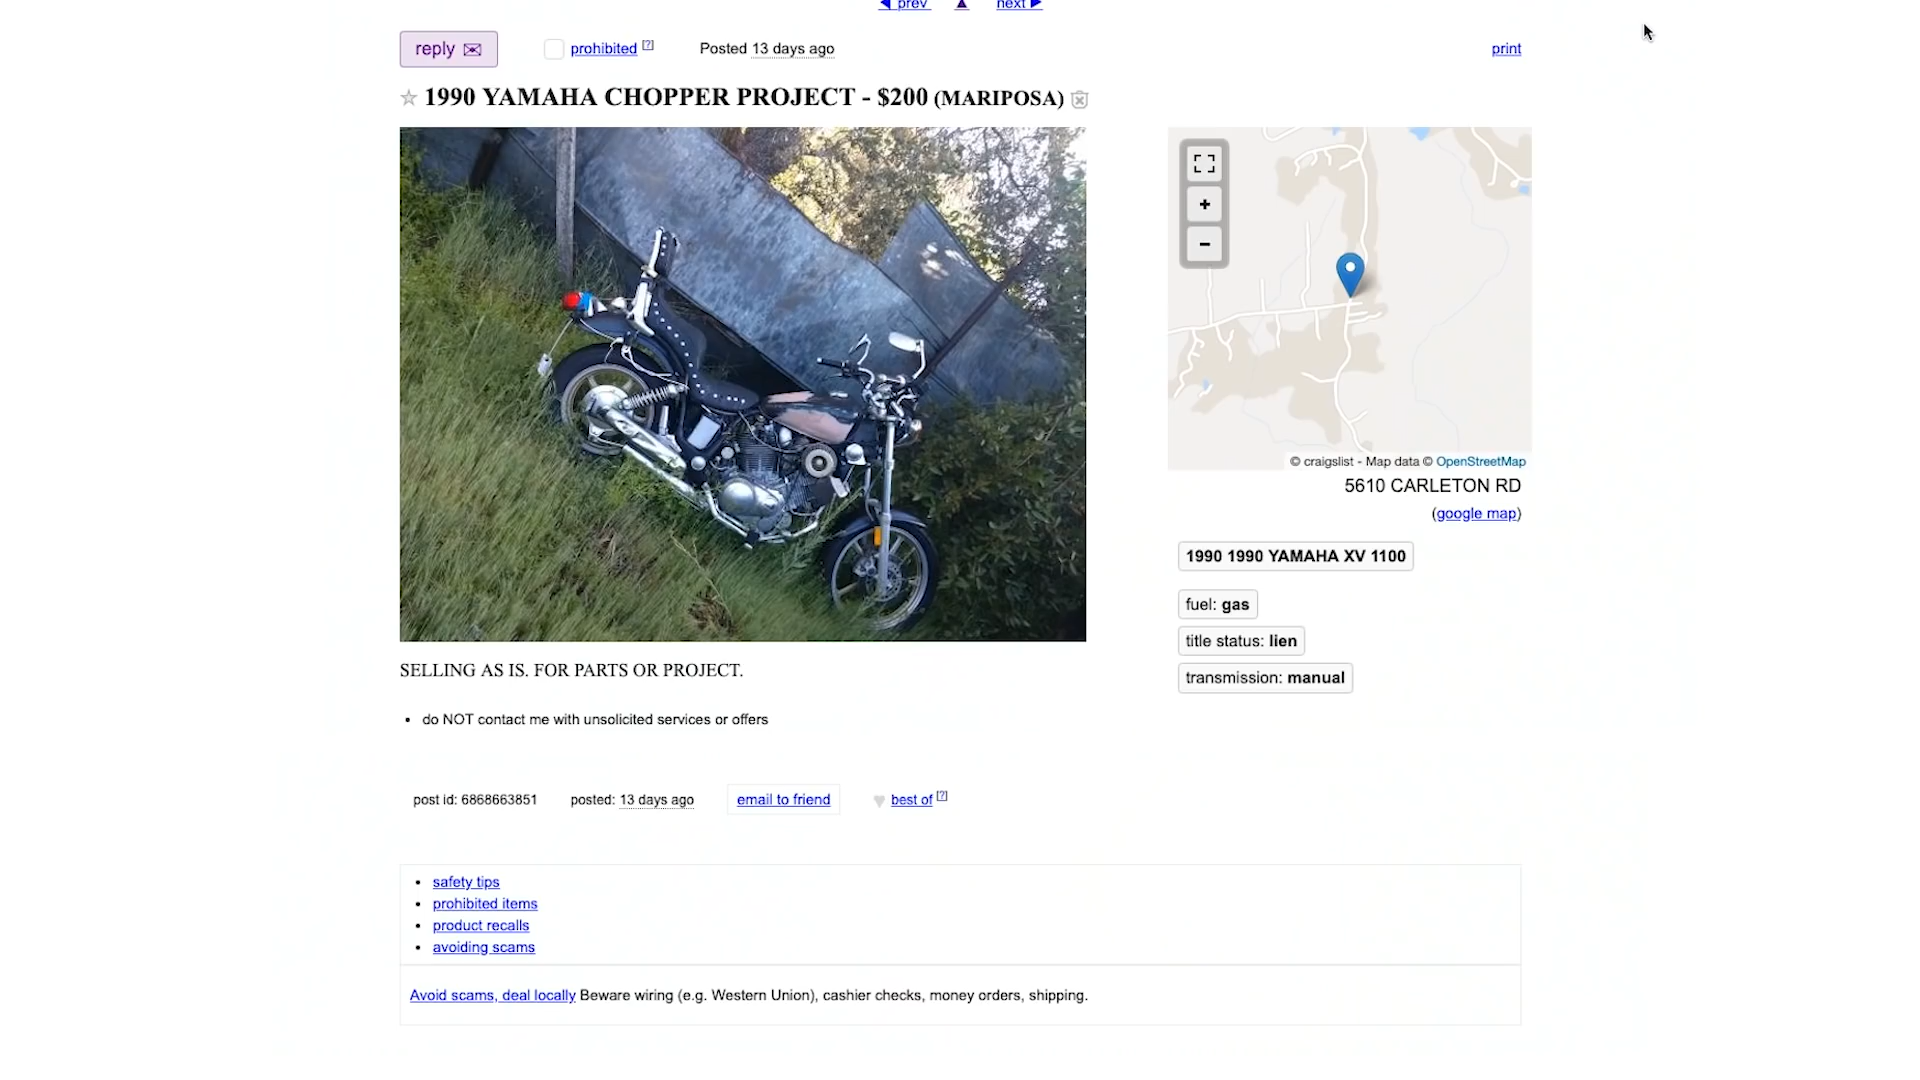 prev next
reply prohibited [?] Posted 13 days ago print
1990 YAMAHA CHOPPER PROJECT - $200 (MARIPOSA)
+
-
© craigslist - Map data © OpenStreetMap
5610 CARLETON RD
(google map)
1990 1990 YAMAHA XV 1100
fuel: gas
title status: lien
transmission: manual
SELLING AS IS. FOR PARTS OR PROJECT.
• do NOT contact me with unsolicited services or offers
post id: 6868663851 posted: 13 days ago email to friend best of [?]
• safety tips
• prohibited items
• product recalls
• avoiding scams
Avoid scams, deal locally Beware wiring (e.g. Western Union), cashier checks, money orders, shipping.